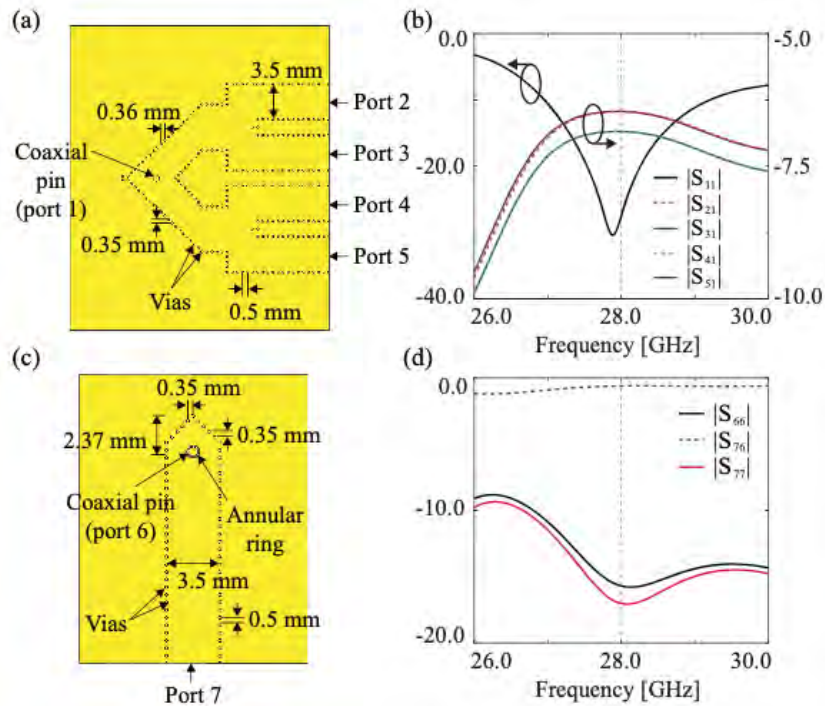 (a)
3.5 mm
Port 2
0.36 mm
Coaxial
pin
(port 1)
Port 3
Port 4
0.35 mm
Port 5
Vias
0.5 mm
(b)
0.0
-10.0
-20.0
-30.0
-40.0
-5.0
-7.5
-10.0
|S₁₁|
|S₂₁|
|S₃₁|
|S₄₁|
|S₅₁|
26.0
28.0
30.0
Frequency [GHz]
(c)
0.35 mm
2.37 mm
0.35 mm
Coaxial pin
(port 6)
Annular
ring
3.5 mm
Vias
0.5 mm
Port 7
(d)
0.0
-10.0
-20.0
|S₆₆|
|S₇₆|
|S₇₇|
26.0
28.0
30.0
Frequency [GHz]